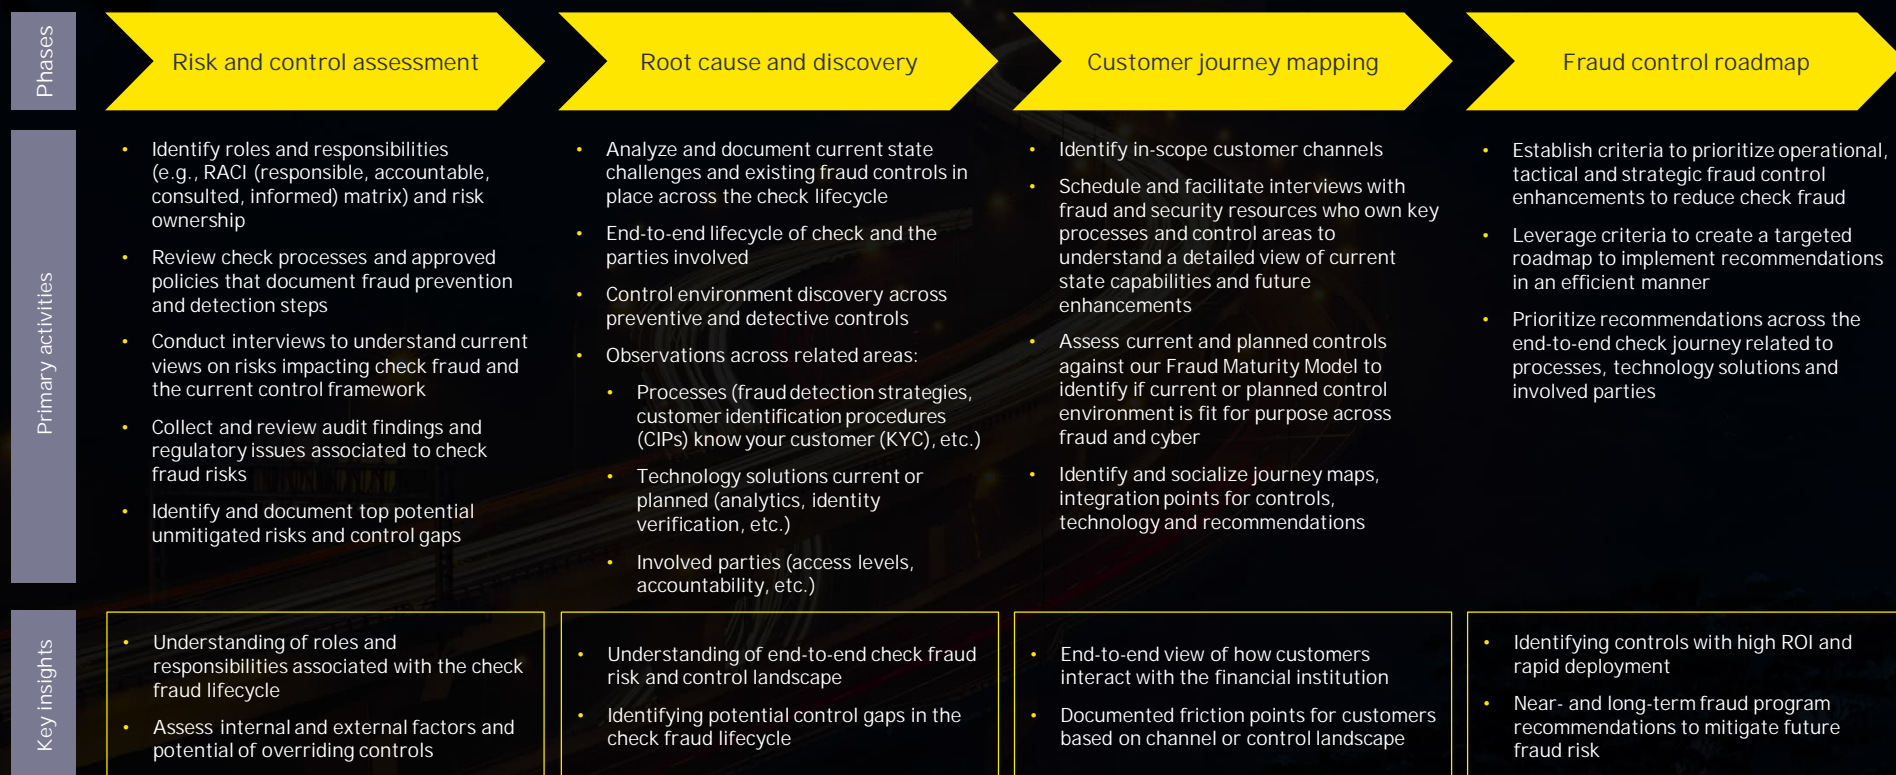 Phases
Risk and control assessment
Root cause and discovery
Customer journey mapping
Fraud control roadmap
Primary activities
• Identify roles and responsibilities
(e.g., RACI (responsible, accountable,
consulted, informed) matrix) and risk
ownership
• Review check processes and approved
policies that document fraud prevention
and detection steps
• Conduct interviews to understand current
views on risks impacting check fraud and
the current control framework
• Collect and review audit findings and
regulatory issues associated to check
fraud risks
• Identify and document top potential
unmitigated risks and control gaps
• Analyze and document current state
challenges and existing fraud controls in
place across the check lifecycle
• End-to-end lifecycle of check and the
parties involved
• Control environment discovery across
preventive and detective controls
• Observations across related areas:
• Processes (fraud detection strategies,
customer identification procedures
(CIPs) know your customer (KYC), etc.)
• Technology solutions current or
planned (analytics, identity
verification, etc.)
• Involved parties (access levels,
accountability, etc.)
• Identify in-scope customer channels
• Schedule and facilitate interviews with
fraud and security resources who own key
processes and control areas to
understand a detailed view of current
state capabilities and future
enhancements
• Assess current and planned controls
against our Fraud Maturity Model to
identify if current or planned control
environment is fit for purpose across
fraud and cyber
• Identify and socialize journey maps,
integration points for controls,
technology and recommendations
• Establish criteria to prioritize operational,
tactical and strategic fraud control
enhancements to reduce check fraud
• Leverage criteria to create a targeted
roadmap to implement recommendations
in an efficient manner
• Prioritize recommendations across the
end-to-end check journey related to
processes, technology solutions and
involved parties
Key insights
• Understanding of roles and
responsibilities associated with the check
fraud lifecycle
• Assess internal and external factors and
potential of overriding controls
• Understanding of end-to-end check fraud
risk and control landscape
• Identifying potential control gaps in the
check fraud lifecycle
• End-to-end view of how customers
interact with the financial institution
• Documented friction points for customers
based on channel or control landscape
• Identifying controls with high ROI and
rapid deployment
• Near- and long-term fraud program
recommendations to mitigate future
fraud risk